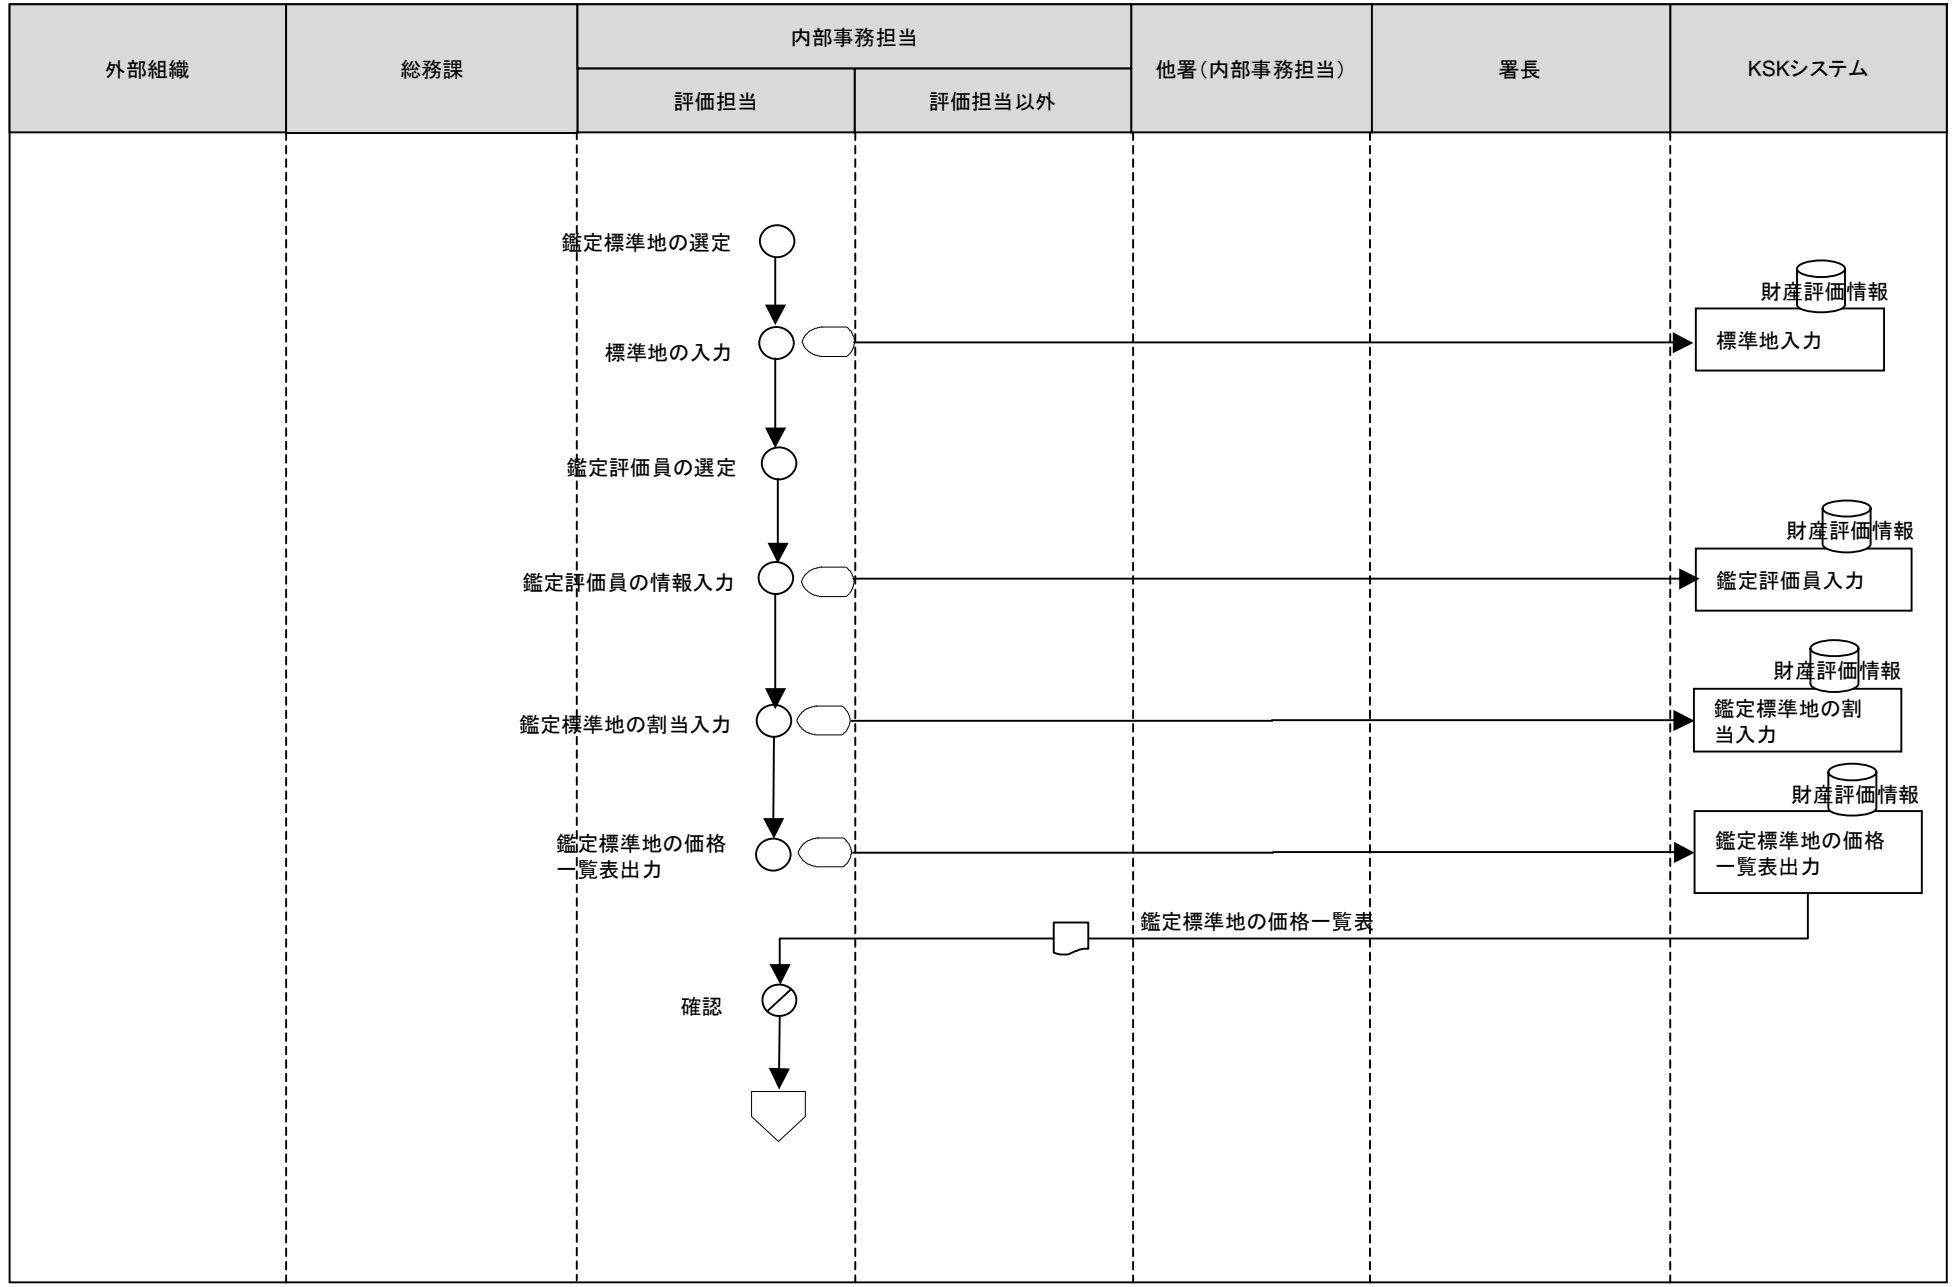 外部組織
総務課
内部事務担当
評価担当
評価担当以外
他署（内部事務担当）
署長
KSKシステム
鑑定標準地の選定
財産評価情報
標準地の入力
標準地入力
鑑定評価員の選定
財産評価情報
鑑定評価員の情報入力
鑑定評価員入力
財産評価情報
鑑定標準地の割当入力
鑑定標準地の割
当入力
財産評価情報
鑑定標準地の価格
一覧表出力
鑑定標準地の価格
一覧表出力
鑑定標準地の価格一覧表
確認